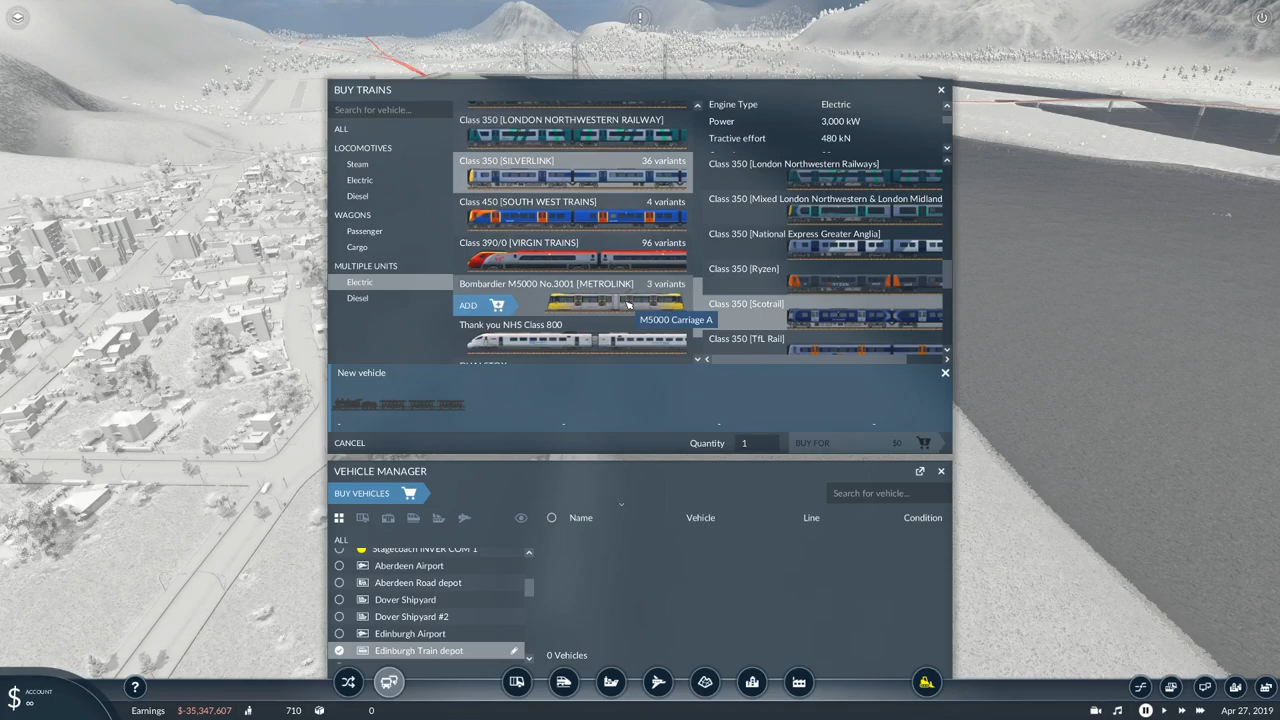 BUY TRAINS
Search for vehicle...
ALL
LOCOMOTIVES
Steam
Electric
Diesel
WAGONS
Passenger
Cargo
MULTIPLE UNITS
Electric
Diesel
Class 350 [LONDON NORTHWESTERN RAILWAY]
Class 350 [SILVERLINK] 36 variants
Class 450 [SOUTH WEST TRAINS] 4 variants
Class 390/0 [VIRGIN TRAINS] 96 variants
Bombardier M5000 No.3001 [METROLINK] 3 variants
ADD
M5000 Carriage A
Thank you NHS Class 800
Engine Type Electric
Power 3,000 kW
Tractive effort 480 kN
Class 350 [London Northwestern Railways]
Class 350 [Mixed London Northwestern & London Midland
Class 350 [National Express Greater Anglia]
Class 350 [Ryzen]
Class 350 [Scotrail]
Class 350 [TfL Rail]
New vehicle
- - - -
CANCEL
Quantity 1
BUY FOR $0
VEHICLE MANAGER
BUY VEHICLES
Search for vehicle...
Name Vehicle Line Condition
ALL
Stagecoach INVER COM 1
Aberdeen Airport
Aberdeen Road depot
Dover Shipyard
Dover Shipyard #2
Edinburgh Airport
Edinburgh Train depot
0 Vehicles
$ ACCOUNT
∞
?
Earnings $-35,347,607 710 0
Apr 27, 2019